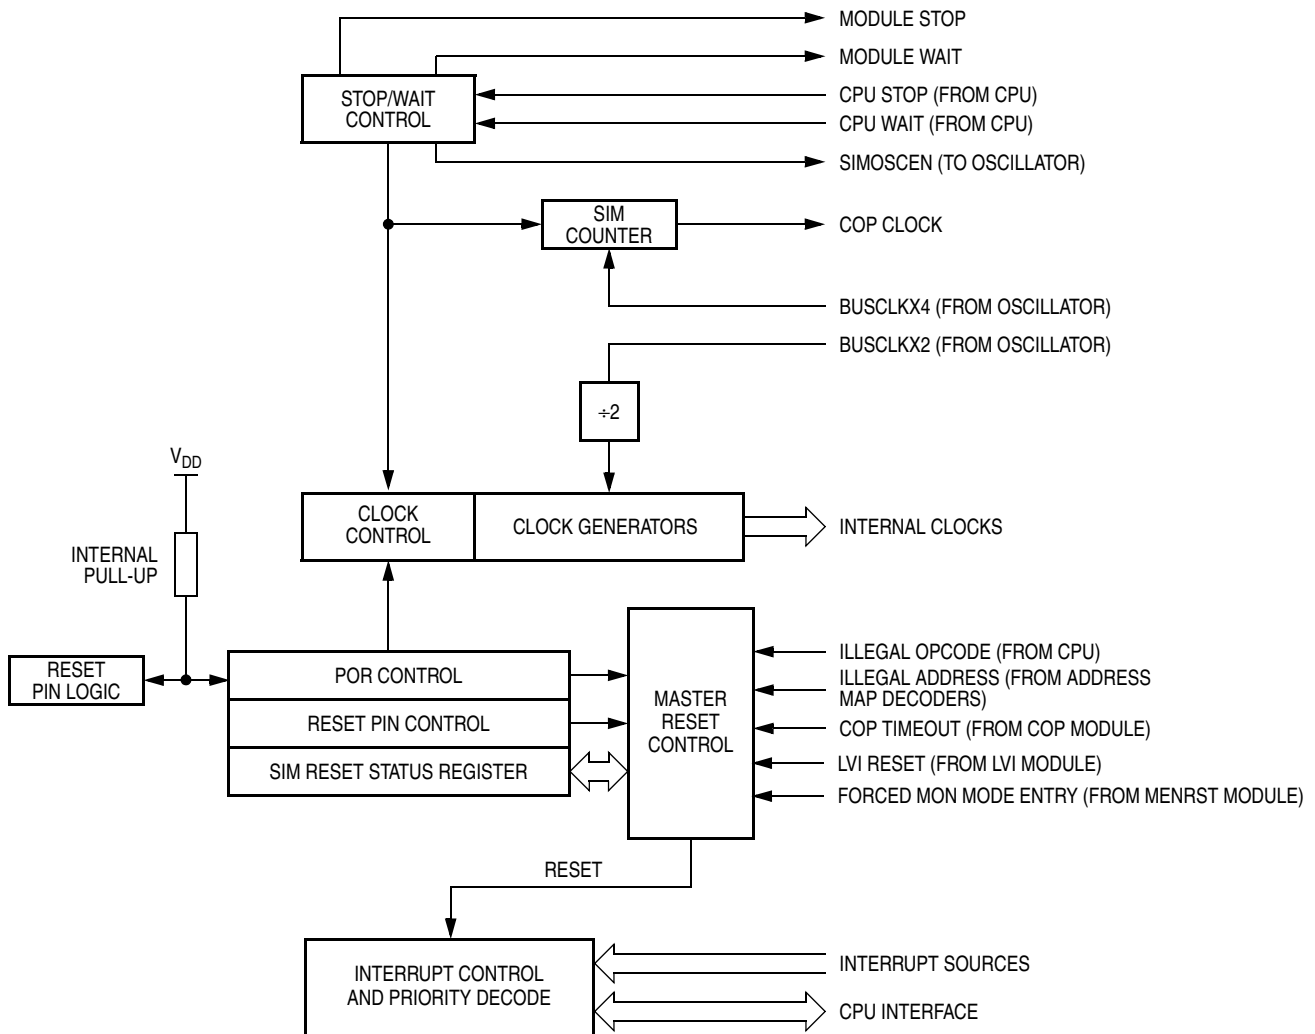 MODULE STOP
MODULE WAIT
STOP/WAIT
CONTROL
CPU STOP (FROM CPU)
CPU WAIT (FROM CPU)
SIMOSCEN (TO OSCILLATOR)
SIM
COUNTER
COP CLOCK
BUSCLKX4 (FROM OSCILLATOR)
BUSCLKX2 (FROM OSCILLATOR)
÷2
VDD
CLOCK
CONTROL
CLOCK GENERATORS
INTERNAL CLOCKS
INTERNAL
PULL-UP
RESET
PIN LOGIC
POR CONTROL
RESET PIN CONTROL
SIM RESET STATUS REGISTER
MASTER
RESET
CONTROL
ILLEGAL OPCODE (FROM CPU)
ILLEGAL ADDRESS (FROM ADDRESS
MAP DECODERS)
COP TIMEOUT (FROM COP MODULE)
LVI RESET (FROM LVI MODULE)
FORCED MON MODE ENTRY (FROM MENRST MODULE)
RESET
INTERRUPT CONTROL
AND PRIORITY DECODE
INTERRUPT SOURCES
CPU INTERFACE